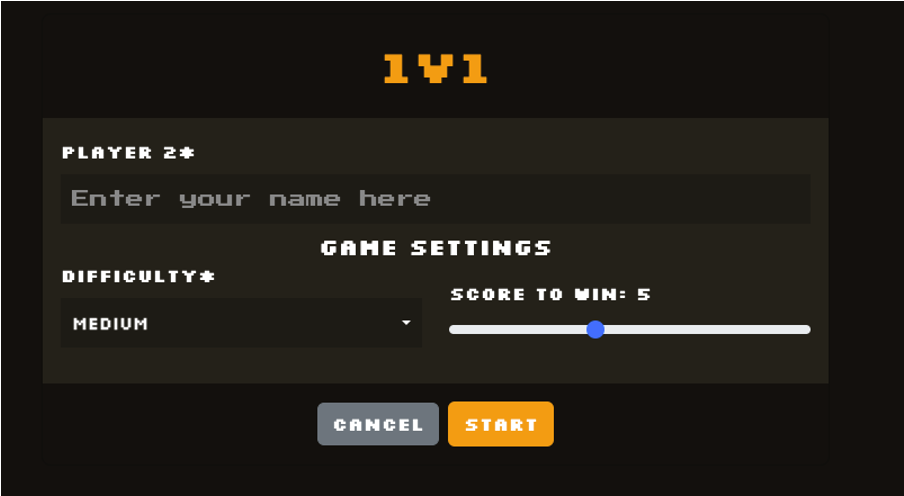 1V1
PLAYER 2*
Enter your name here
GAME SETTINGS
DIFFICULTY*
MEDIUM
SCORE TO WIN: 5
CANCEL
START